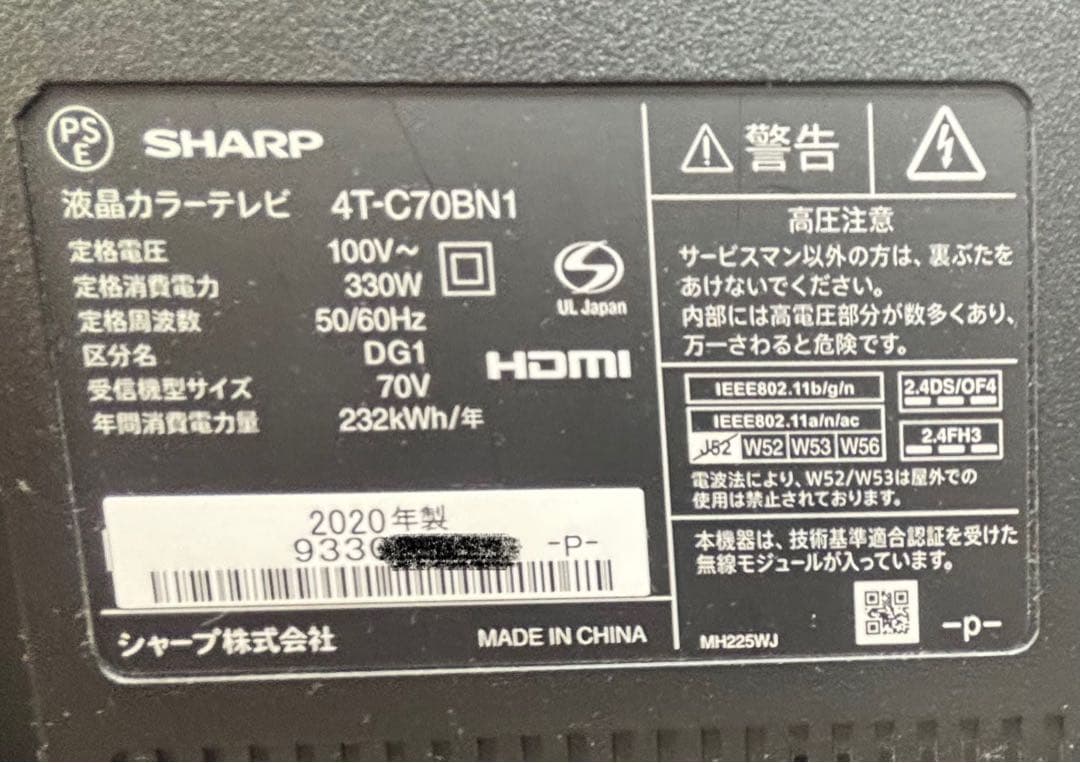 PS
E
SHARP
液晶カラーテレビ 4T-C70BN1
定格電圧 100V～
定格消費電力 330W
定格周波数 50/60Hz
区分名 DG1
受信機型サイズ 70V
年間消費電力量 232kWh/年
UL Japan
HDMI
2020年製
933
-P-
シャープ株式会社 MADE IN CHINA
警告
高圧注意
サービスマン以外の方は、裏ぶたを
あけないでください。
内部には高電圧部分が数多くあり、
万一さわると危険です。
IEEE802.11b/g/n
2.4DS/OF4
IEEE802.11a/n/ac
J52 W52 W53 W56
2.4FH3
電波法により、W52/W53は屋外での
使用は禁止されております。
本機器は、技術基準適合認証を受けた
無線モジュールが入っています。
MH225WJ
-p-